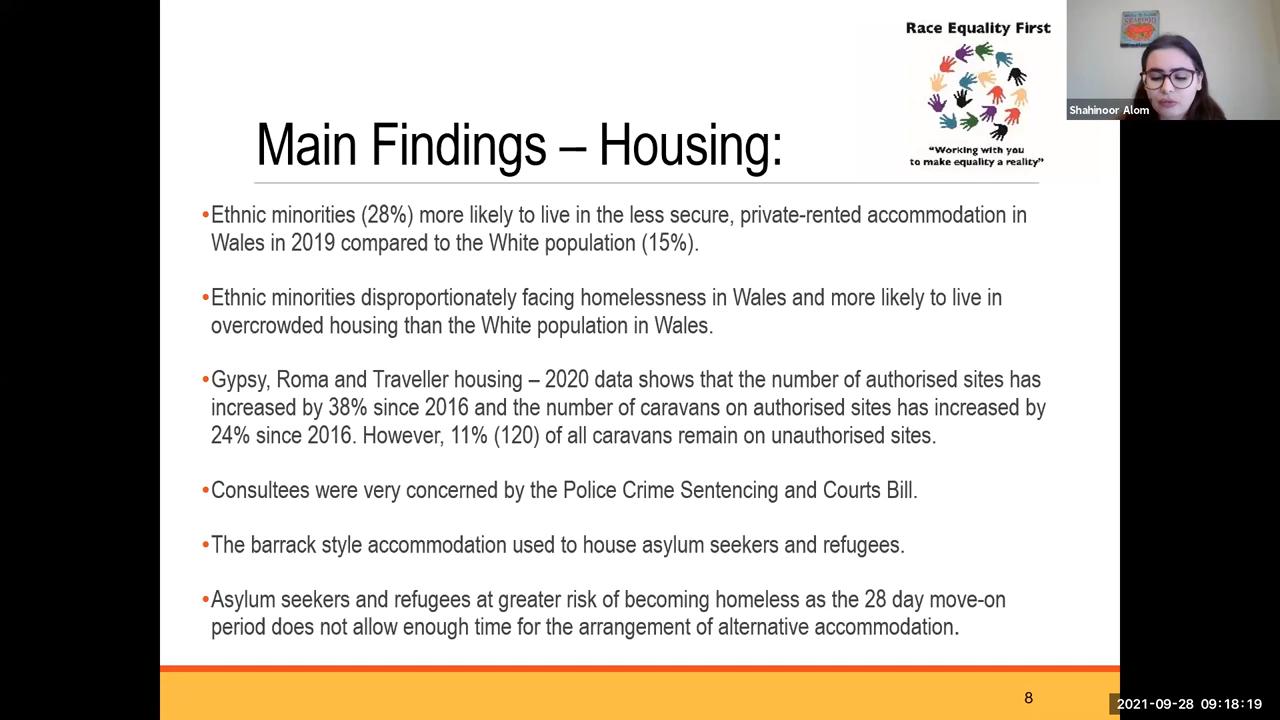 Race Equality First
"Working with you
to make equality a reality"
Shahinoor Alom
Main Findings – Housing:
•Ethnic minorities (28%) more likely to live in the less secure, private-rented accommodation in
Wales in 2019 compared to the White population (15%).
•Ethnic minorities disproportionately facing homelessness in Wales and more likely to live in
overcrowded housing than the White population in Wales.
•Gypsy, Roma and Traveller housing – 2020 data shows that the number of authorised sites has
increased by 38% since 2016 and the number of caravans on authorised sites has increased by
24% since 2016. However, 11% (120) of all caravans remain on unauthorised sites.
•Consultees were very concerned by the Police Crime Sentencing and Courts Bill.
•The barrack style accommodation used to house asylum seekers and refugees.
•Asylum seekers and refugees at greater risk of becoming homeless as the 28 day move-on
period does not allow enough time for the arrangement of alternative accommodation.
8
2021-09-28 09:18:19